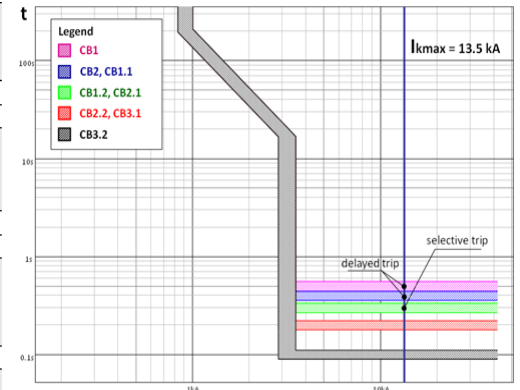 t
Legend
CB1
CB2, CB1.1
CB1.2, CB2.1
CB2.2, CB3.1
CB3.2
Ikmax = 13.5 kA
100s
10s
1s
selective trip
delayed trip
0.1s